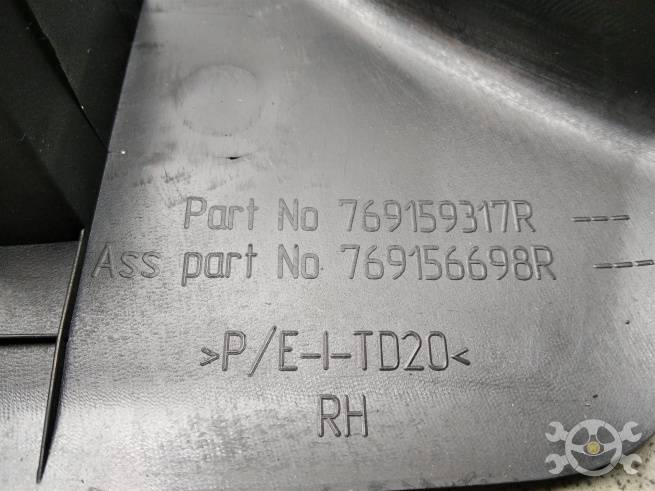 Part No 769159317R ---
Ass part No 769156698R ---
>P/E-I-TD20<
RH